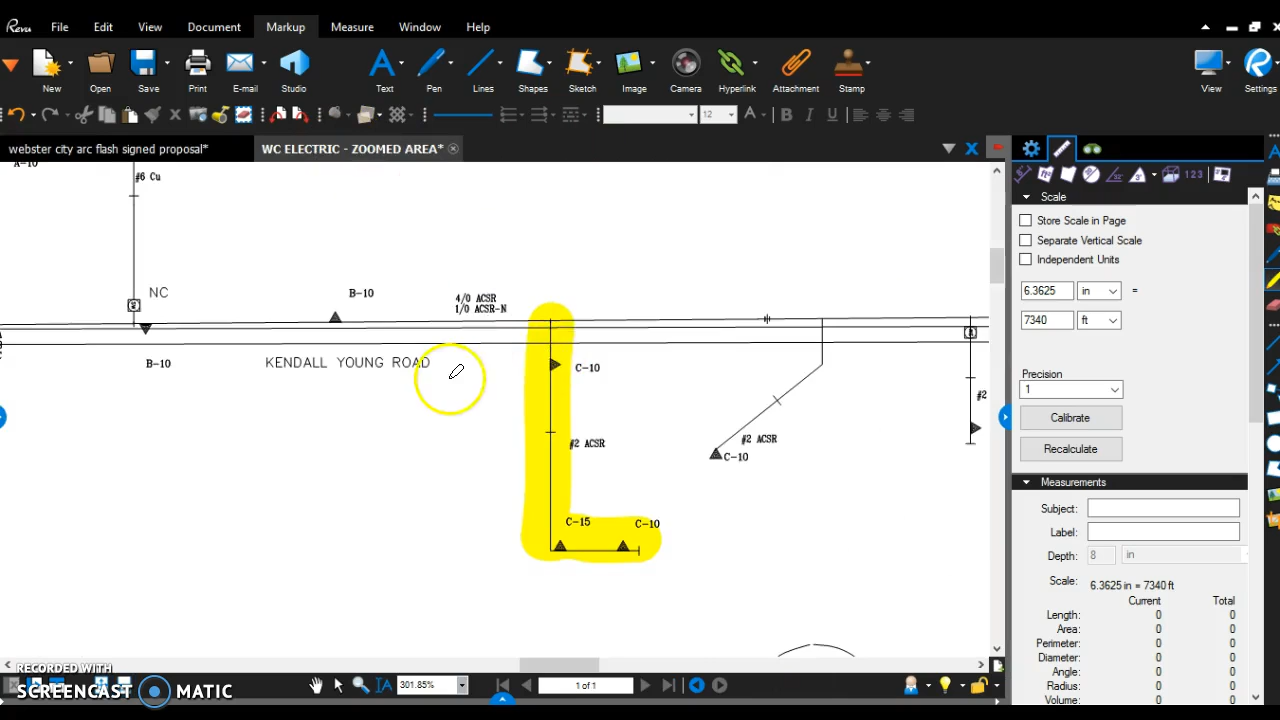 Revu File Edit View Document Markup Measure Window Help
New Open Save Print E-mail Studio Text Pen Lines Shapes Sketch Image Camera Hyperlink Attachment Stamp View Settings
12 A B I U
webster city arc flash signed proposal* WC ELECTRIC - ZOOMED AREA*
A-10
#6 Cu
NC
B-10
4/0 ACSR
1/0 ACSR-N
B-10
KENDALL YOUNG ROAD
C-10
#2
#2 ACSR
#2 ACSR
C-10
C-15
C-10
123
Scale
Store Scale in Page
Separate Vertical Scale
Independent Units
6.3625 in =
7340 ft
Precision
1
Calibrate
Recalculate
Measurements
Subject:
Label:
Depth: 8 in
Scale: 6.3625 in = 7340 ft
Current Total
Length: 0 0
Area: 0 0
Perimeter: 0 0
Diameter: 0 0
Angle: 0 0
Radius: 0 0
Volume: 0 0
RECORDED WITH
SCREENCAST MATIC
301.85%
1 of 1